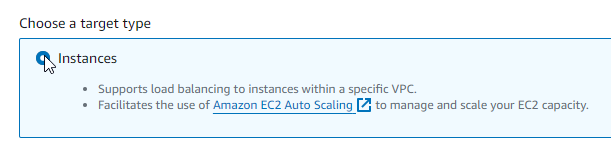 Choose a target type
Instances
Supports load balancing to instances within a specific VPC.
Facilitates the use of Amazon EC2 Auto Scaling to manage and scale your EC2 capacity.